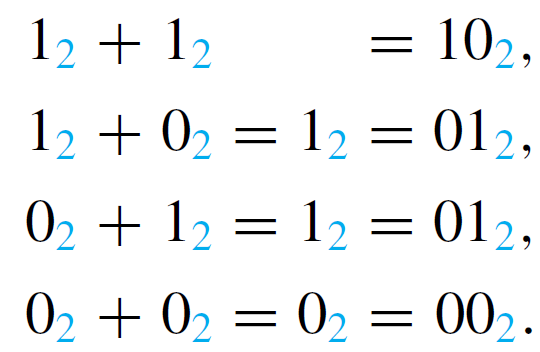 1₂ + 1₂ = 10₂,
1₂ + 0₂ = 1₂ = 01₂,
0₂ + 1₂ = 1₂ = 01₂,
0₂ + 0₂ = 0₂ = 00₂.